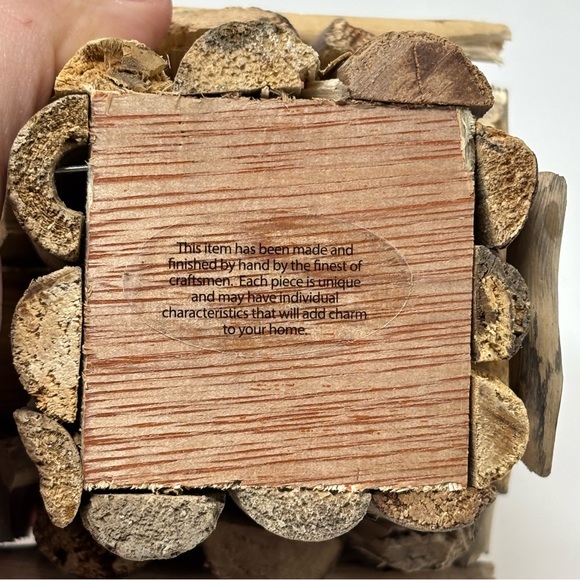 This item has been made and
finished by hand by the finest of
craftsmen. Each piece is unique
and may have individual
characteristics that will add charm
to your home.